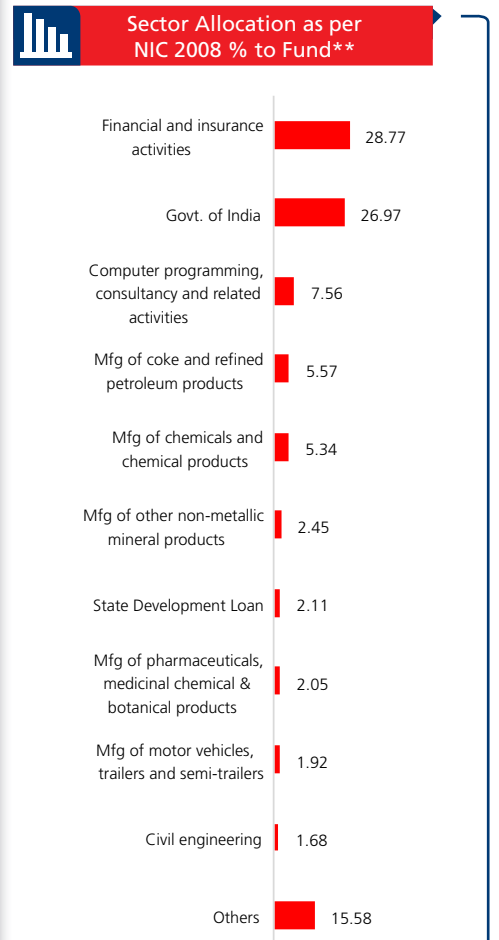 Sector Allocation as per
NIC 2008 % to Fund**
Financial and insurance
activities
28.77
Govt. of India
26.97
Computer programming,
consultancy and related
activities
7.56
Mfg of coke and refined
petroleum products
5.57
Mfg of chemicals and
chemical products
5.34
Mfg of other non-metallic
mineral products
2.45
State Development Loan
2.11
Mfg of pharmaceuticals,
medicinal chemical &
botanical products
2.05
Mfg of motor vehicles,
trailers and semi-trailers
1.92
Civil engineering
1.68
Others
15.58